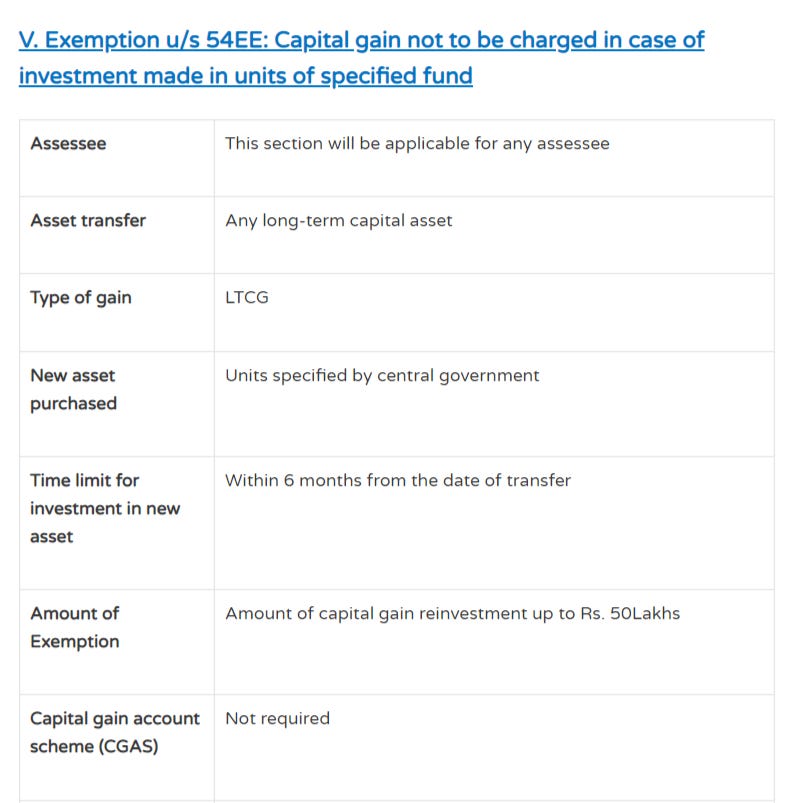 V. Exemption u/s 54EE: Capital gain not to be charged in case of
investment made in units of specified fund
Assessee
This section will be applicable for any assessee
Asset transfer
Any long-term capital asset
Type of gain
LTCG
New asset
purchased
Units specified by central government
Time limit for
investment in new
asset
Within 6 months from the date of transfer
Amount of
Exemption
Amount of capital gain reinvestment up to Rs. 50Lakhs
Capital gain account
scheme (CGAS)
Not required